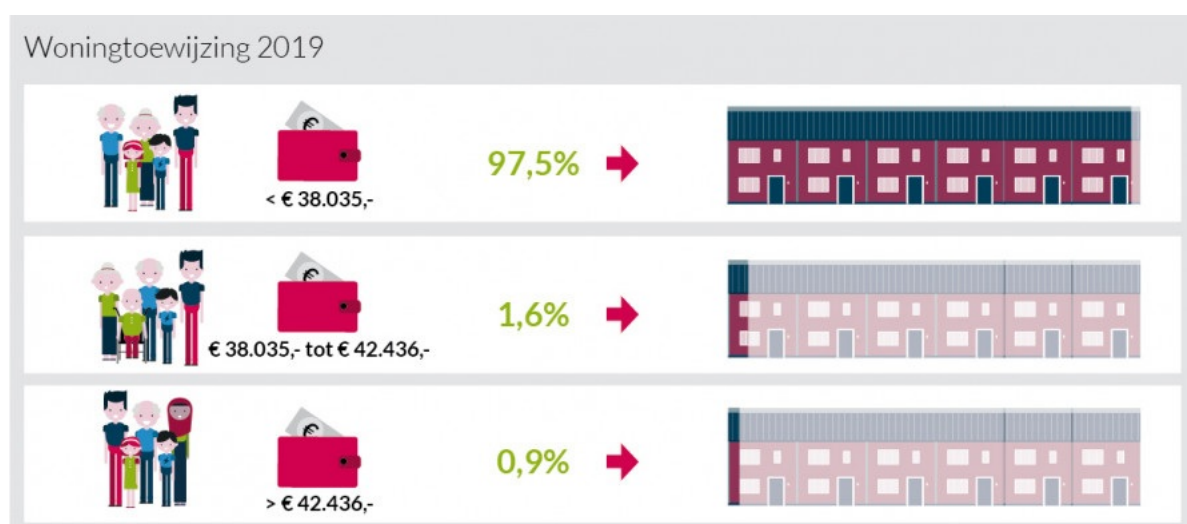 Woningtoewijzing 2019
€
97,5%
< € 38.035,-
€
1,6%
€ 38.035,- tot € 42.436,-
€
0,9%
> € 42.436,-